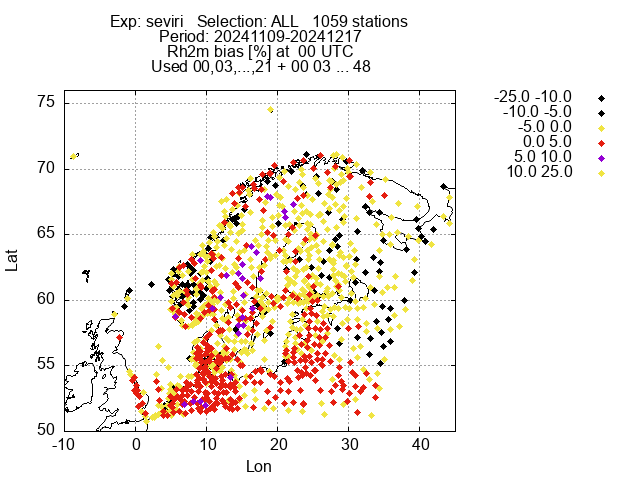 Exp: seviri   Selection: ALL   1059 stations
Period: 20241109-20241217
Rh2m bias [%] at  00 UTC
Used 00,03,...,21 + 00 03 ... 48
-25.0 -10.0
-10.0 -5.0
-5.0 0.0
0.0 5.0
5.0 10.0
10.0 25.0
75
70
65
60
55
50
Lat
-10 0 10 20 30 40
Lon